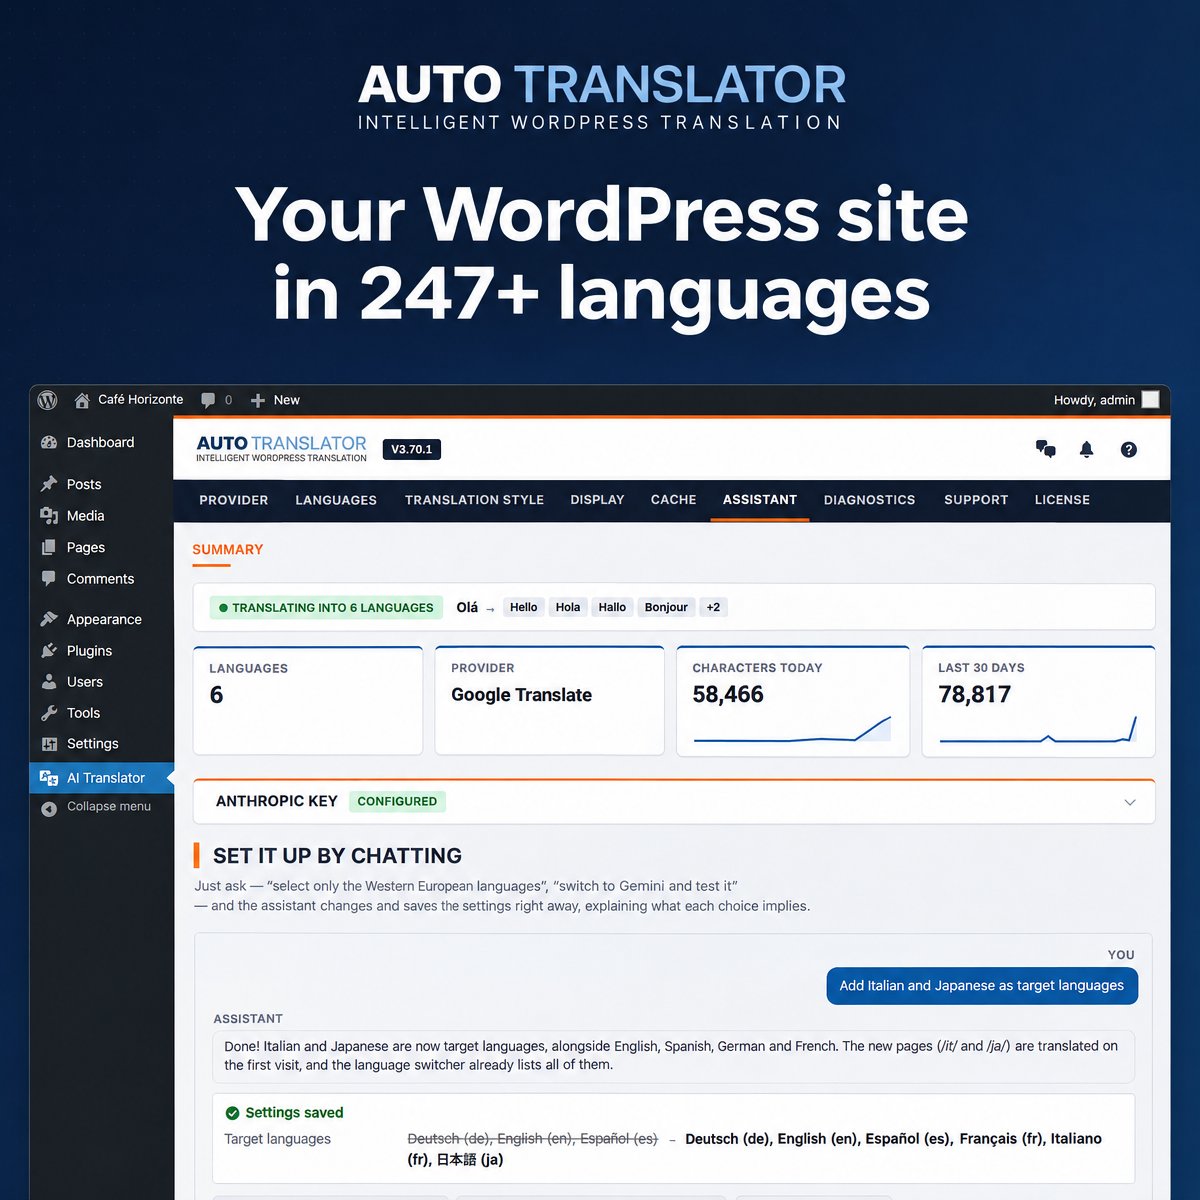 AUTO TRANSLATOR
INTELLIGENT WORDPRESS TRANSLATION
Your WordPress site
in 247+ languages
Café Horizonte
0
New
Howdy, admin
Dashboard
Posts
Media
Pages
Comments
Appearance
Plugins
Users
Tools
Settings
AI Translator
Collapse menu
AUTO TRANSLATOR
INTELLIGENT WORDPRESS TRANSLATION
V3.70.1
PROVIDER LANGUAGES TRANSLATION STYLE DISPLAY CACHE ASSISTANT DIAGNOSTICS SUPPORT LICENSE
SUMMARY
TRANSLATING INTO 6 LANGUAGES Olá → Hello Hola Hallo Bonjour +2
LANGUAGES
6
PROVIDER
Google Translate
CHARACTERS TODAY
58,466
LAST 30 DAYS
78,817
ANTHROPIC KEY CONFIGURED
SET IT UP BY CHATTING
Just ask — “select only the Western European languages”, “switch to Gemini and test it”
— and the assistant changes and saves the settings right away, explaining what each choice implies.
YOU
Add Italian and Japanese as target languages
ASSISTANT
Done! Italian and Japanese are now target languages, alongside English, Spanish, German and French. The new pages (/it/ and /ja/) are translated on
the first visit, and the language switcher already lists all of them.
Settings saved
Target languages Deutsch (de), English (en), Español (es) – Deutsch (de), English (en), Español (es), Français (fr), Italiano
(fr), 日本語 (ja)